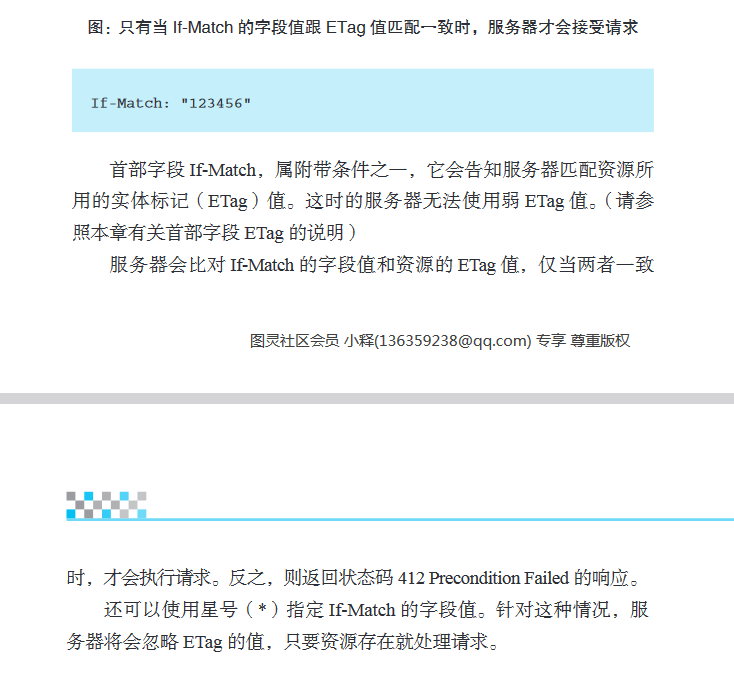 图：只有当 If-Match 的字段值跟 ETag 值匹配一致时，服务器才会接受请求
If-Match: "123456"
首部字段 If-Match，属附带条件之一，它会告知服务器匹配资源所
用的实体标记（ETag）值。这时的服务器无法使用弱 ETag 值。（请参
照本章有关首部字段 ETag 的说明）
服务器会比对 If-Match 的字段值和资源的 ETag 值，仅当两者一致
图灵社区会员 小释(136359238@qq.com) 专享 尊重版权
时，才会执行请求。反之，则返回状态码 412 Precondition Failed 的响应。
还可以使用星号（*）指定 If-Match 的字段值。针对这种情况，服
务器将会忽略 ETag 的值，只要资源存在就处理请求。